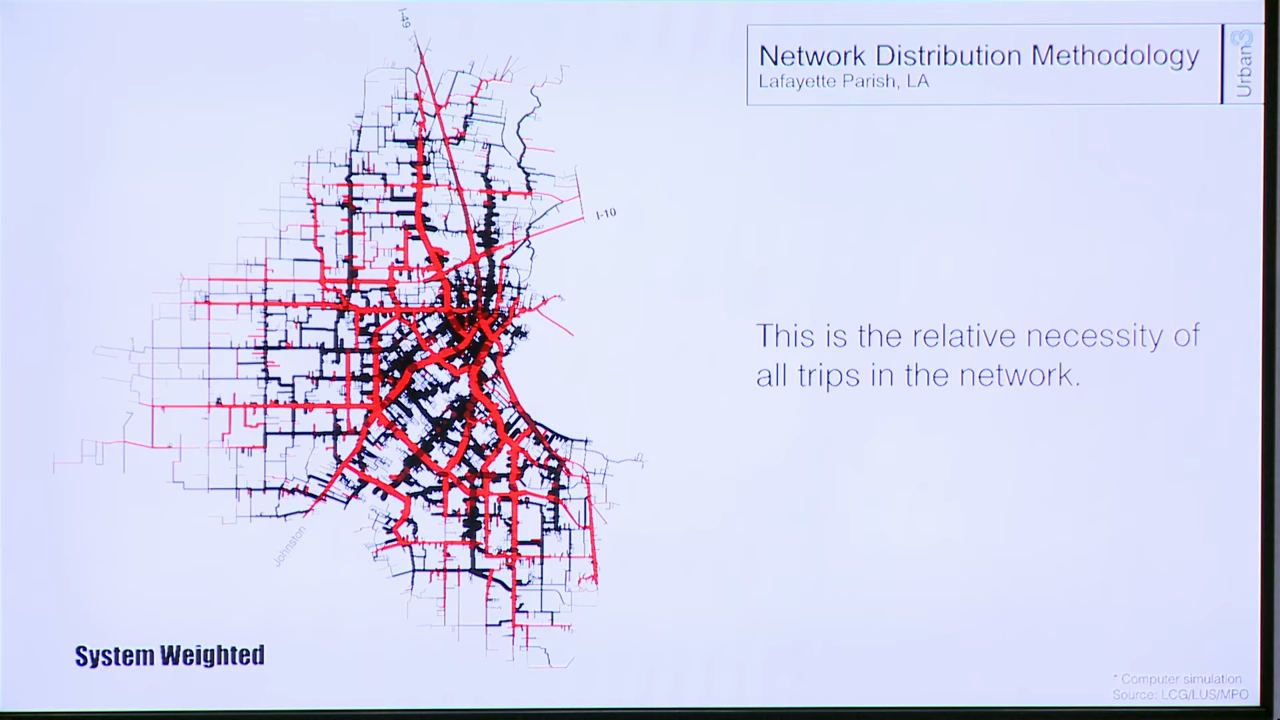 I-49
Network Distribution Methodology
Lafayette Parish, LA
Urban3
I-10
This is the relative necessity of
all trips in the network.
Johnston
System Weighted
* Computer simulation
Source: LCG/LUS/MPO